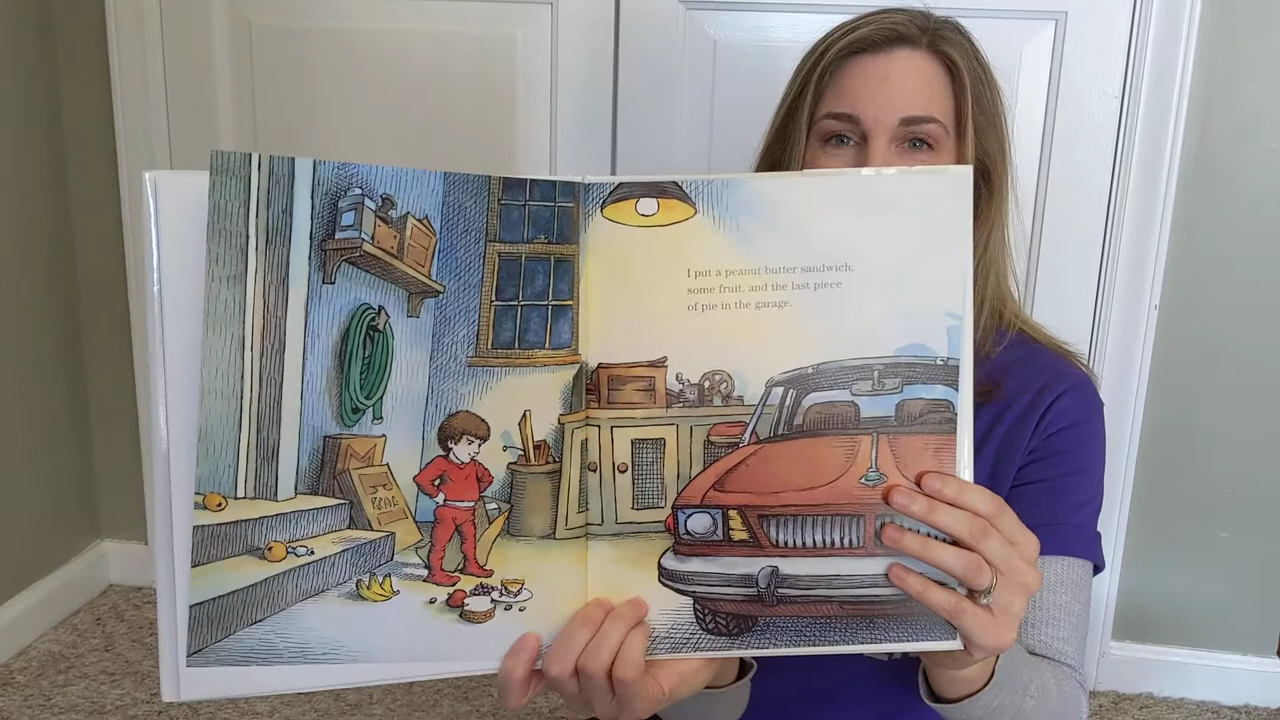 I put a peanut butter sandwich,
some fruit, and the last piece
of pie in the garage.